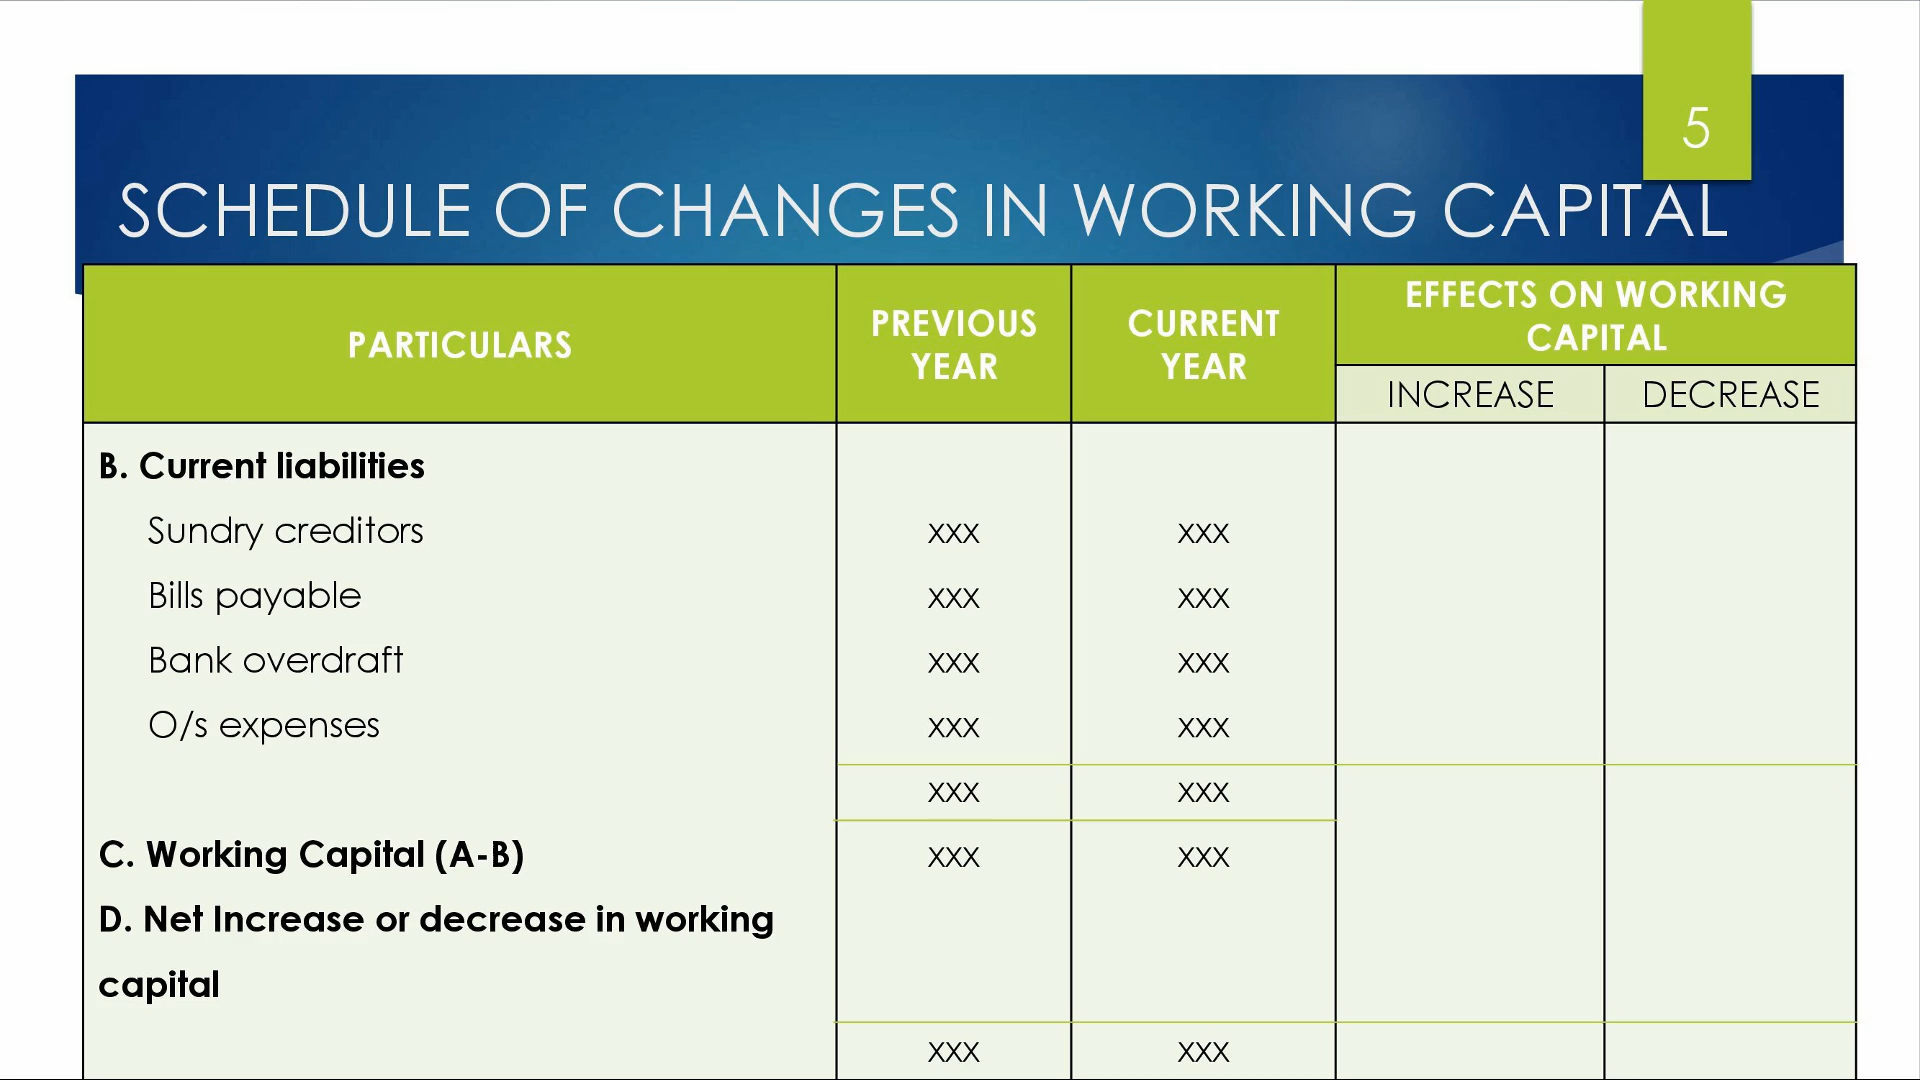 5
SCHEDULE OF CHANGES IN WORKING CAPITAL
PARTICULARS
PREVIOUS
YEAR
CURRENT
YEAR
EFFECTS ON WORKING
CAPITAL
INCREASE DECREASE
B. Current liabilities
Sundry creditors xxx xxx
Bills payable xxx xxx
Bank overdraft xxx xxx
O/s expenses xxx xxx
xxx xxx
C. Working Capital (A-B) xxx xxx
D. Net Increase or decrease in working
capital
xxx xxx